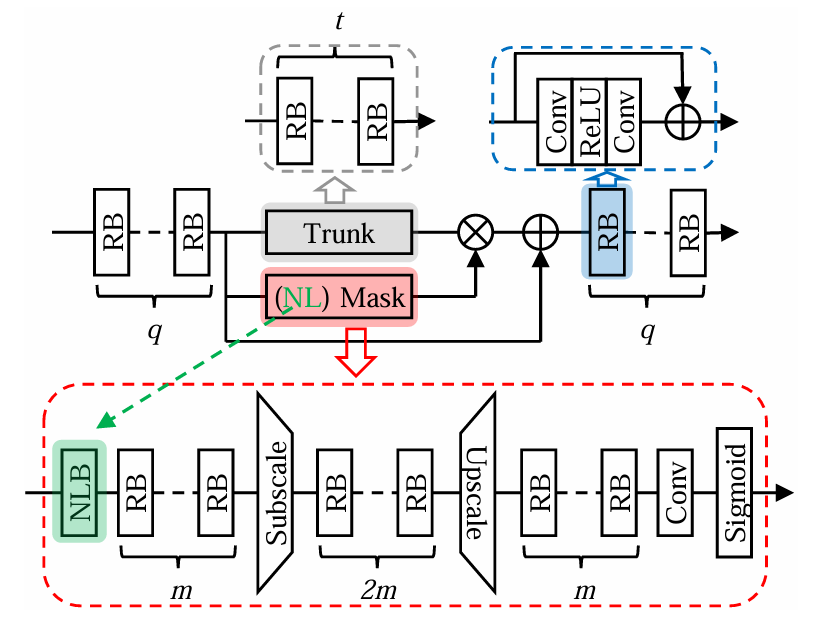 t
RB RB
Conv ReLU Conv
RB RB Trunk RB RB
(NL) Mask
q q
NLB RB RB Subscale RB RB Upscale RB RB Conv Sigmoid
m 2m m